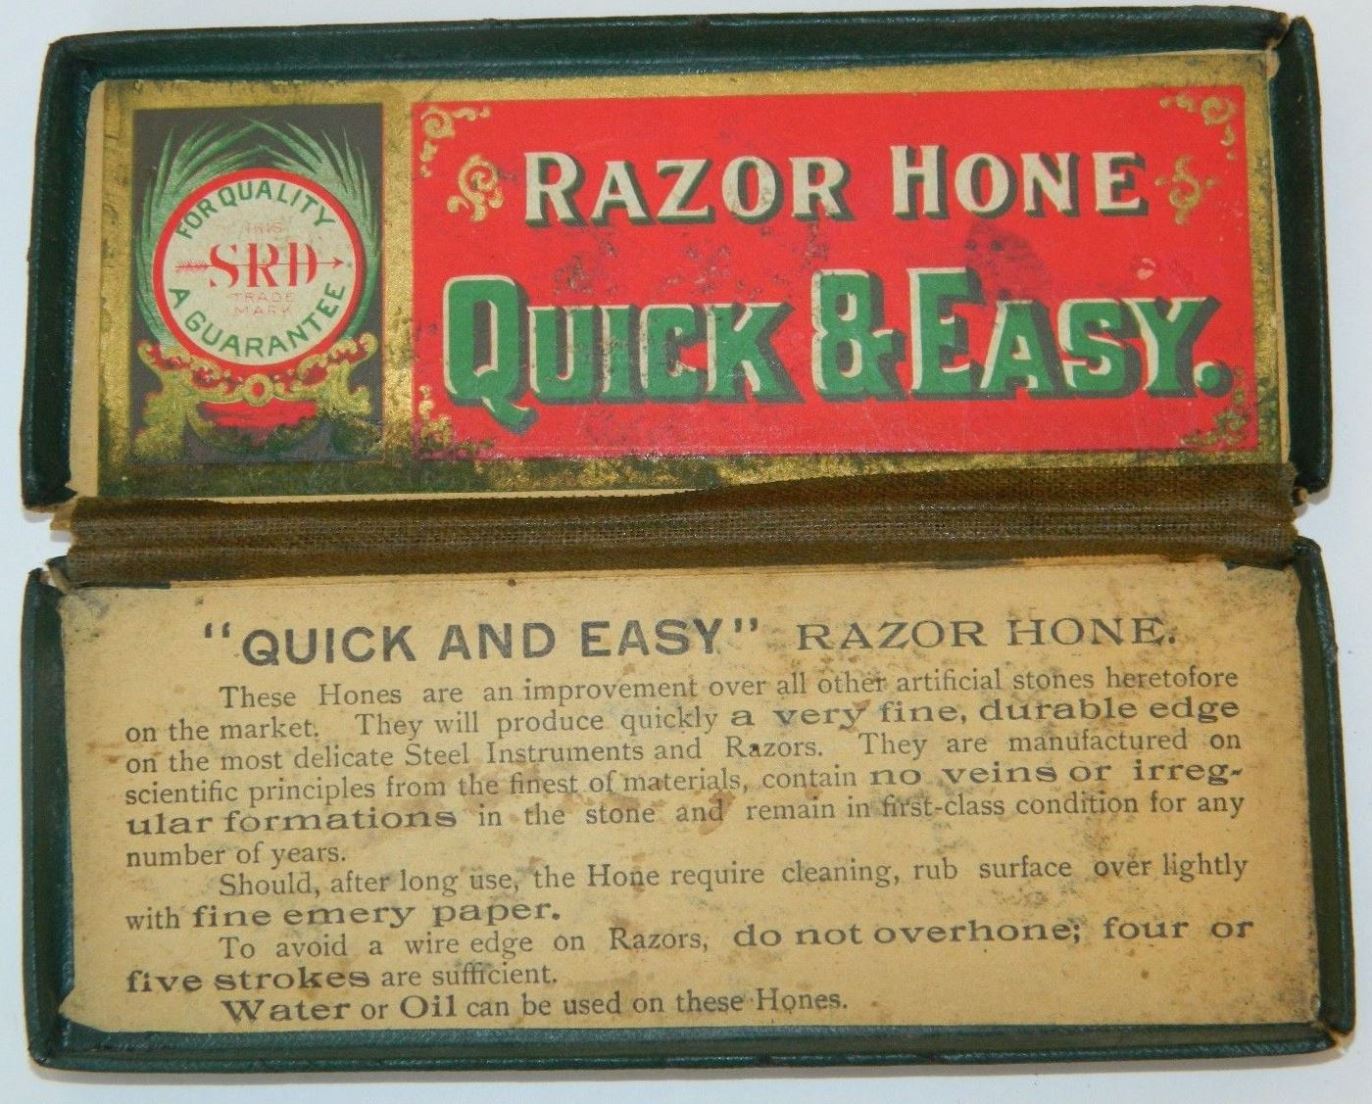 FOR QUALITY
THIS
SRD
TRADE
MARK
A GUARANTEE
RAZOR HONE
QUICK & EASY.
"QUICK AND EASY" RAZOR HONE.
These Hones are an improvement over all other artificial stones heretofore
on the market. They will produce quickly a very fine, durable edge
on the most delicate Steel Instruments and Razors. They are manufactured on
scientific principles from the finest of materials, contain no veins or irreg-
ular formations in the stone and remain in first-class condition for any
number of years.
Should, after long use, the Hone require cleaning, rub surface over lightly
with fine emery paper.
To avoid a wire edge on Razors, do not overhone; four or
five strokes are sufficient.
Water or Oil can be used on these Hones.